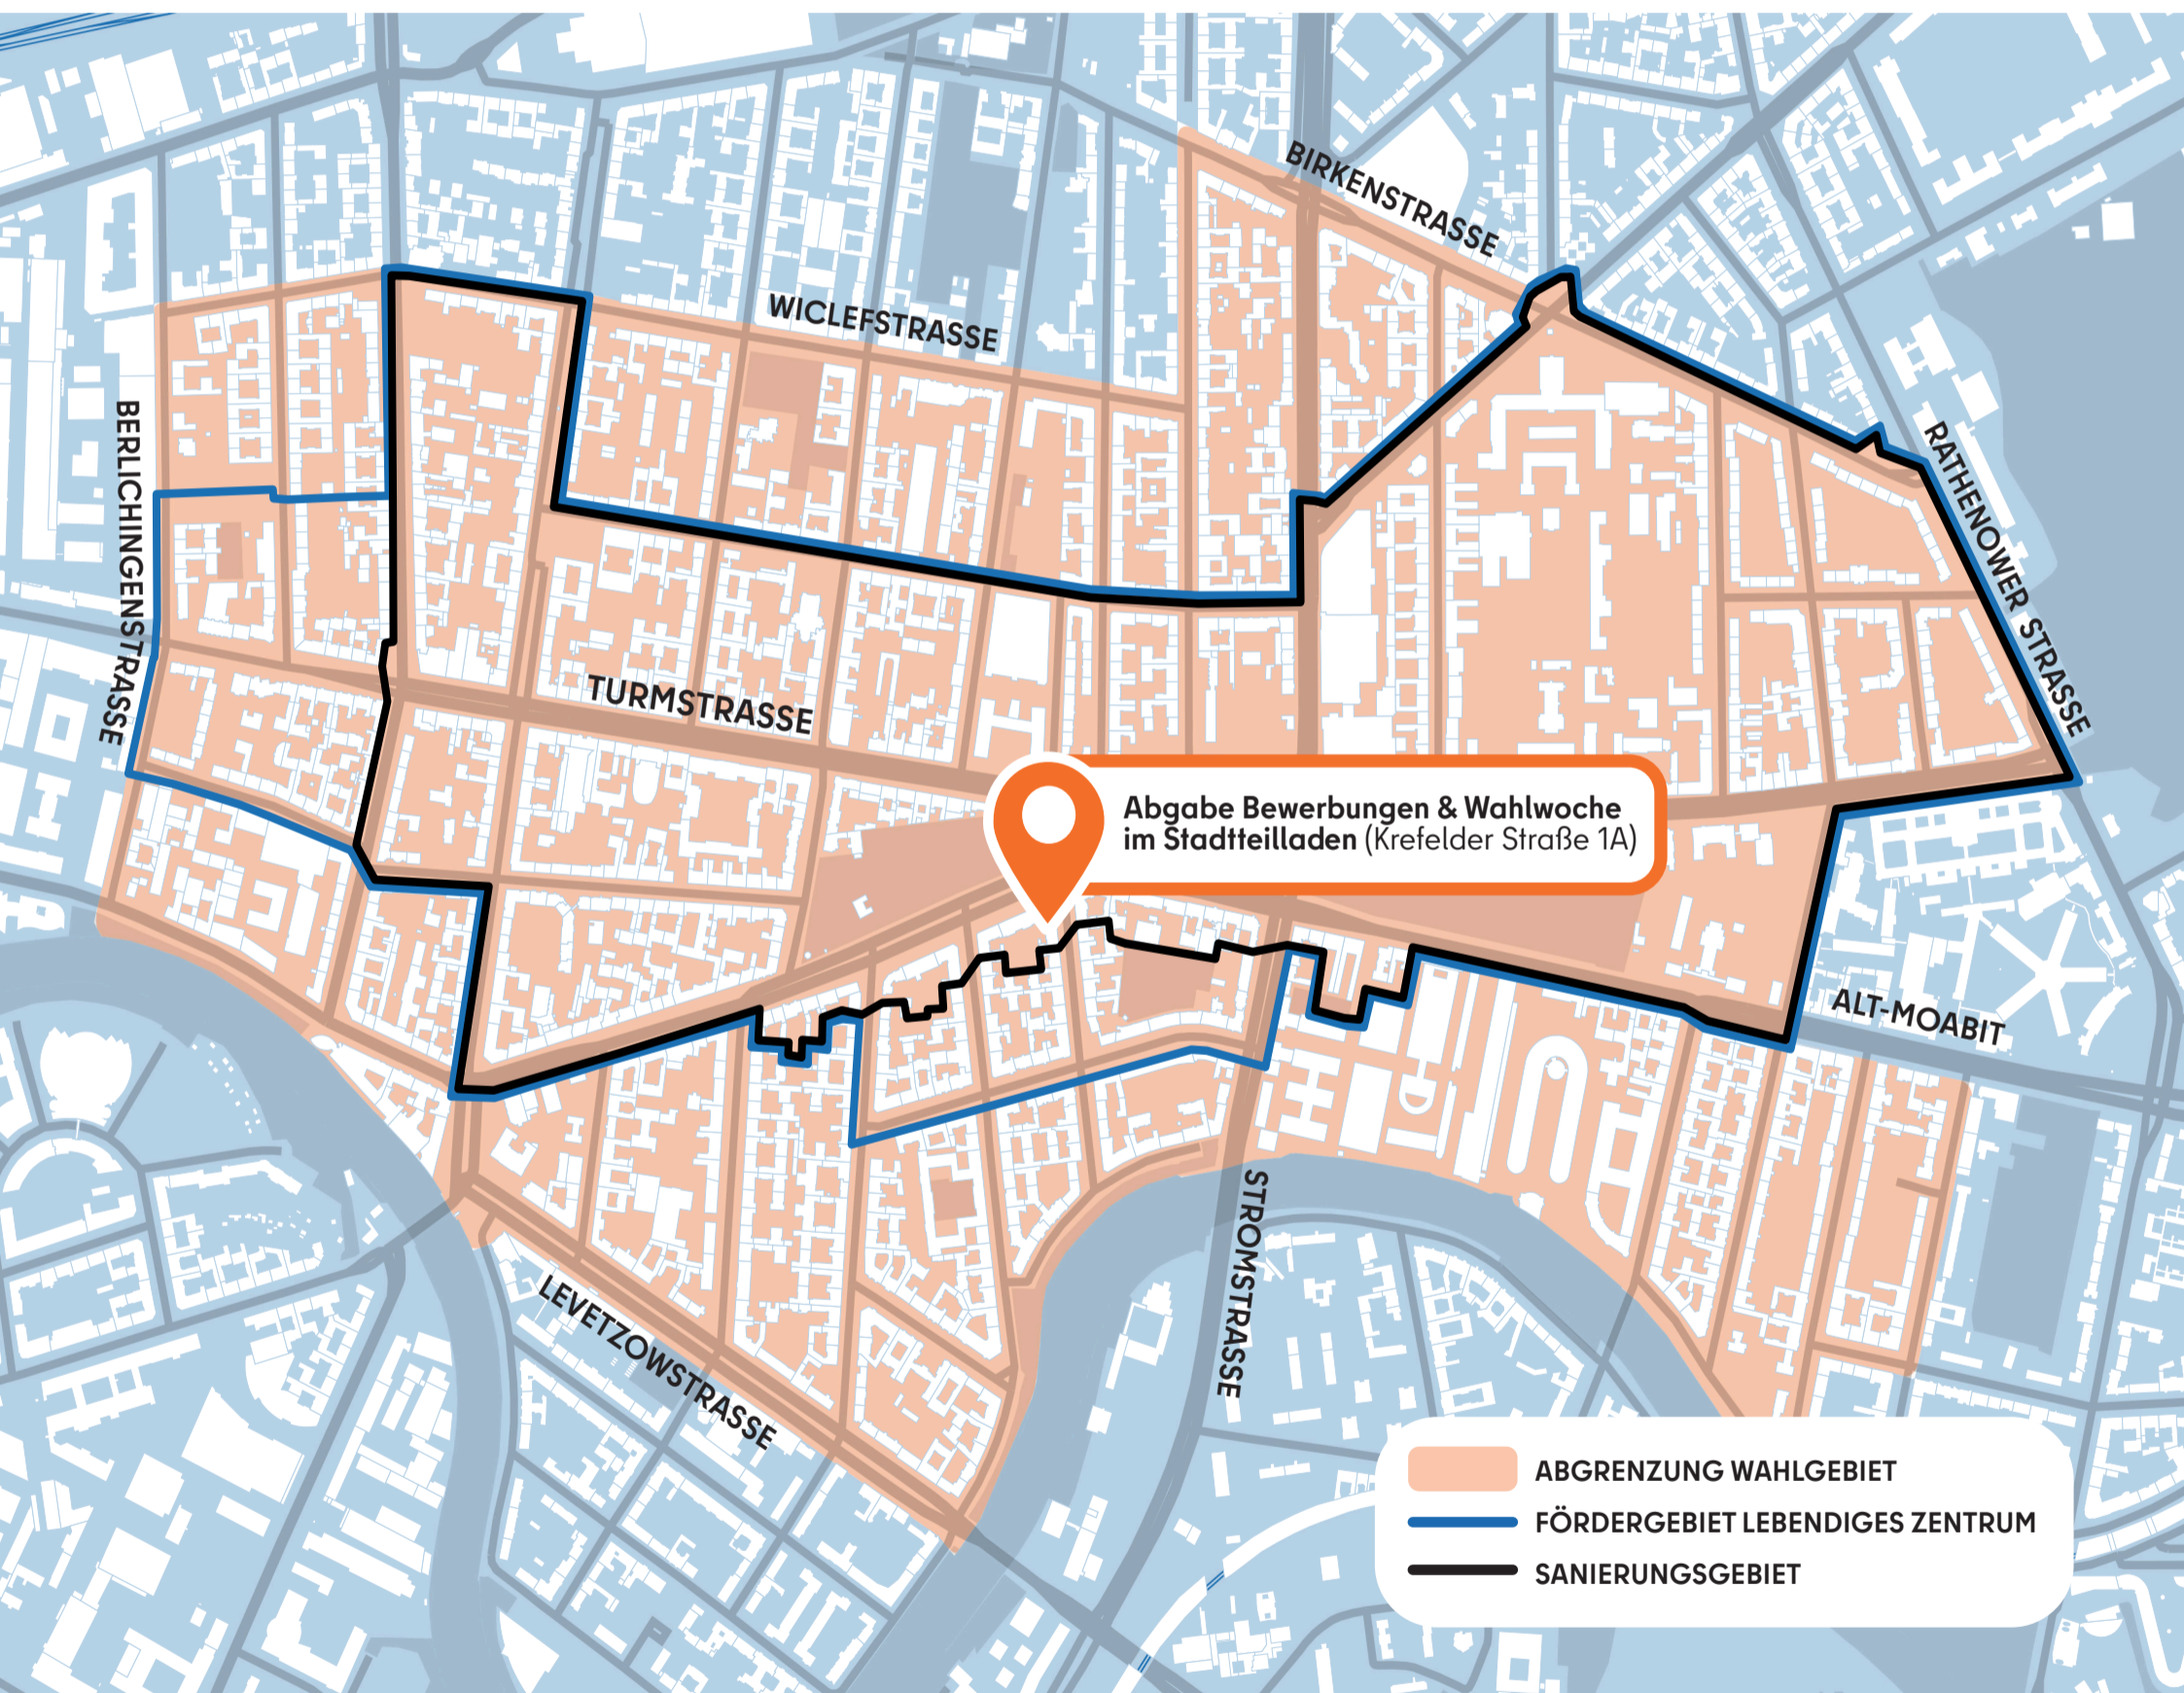 BIRKENSTRASSE
WICLEFSTRASSE
BERLICHINGENSTRASSE
RATHENOWER STRASSE
TURMSTRASSE
Abgabe Bewerbungen & Wahlwoche
im Stadtteilladen (Krefelder Straße 1A)
ALT-MOABIT
STROMSTRASSE
LEVETZOWSTRASSE
ABGRENZUNG WAHLGEBIET
FÖRDERGEBIET LEBENDIGES ZENTRUM
SANIERUNGSGEBIET